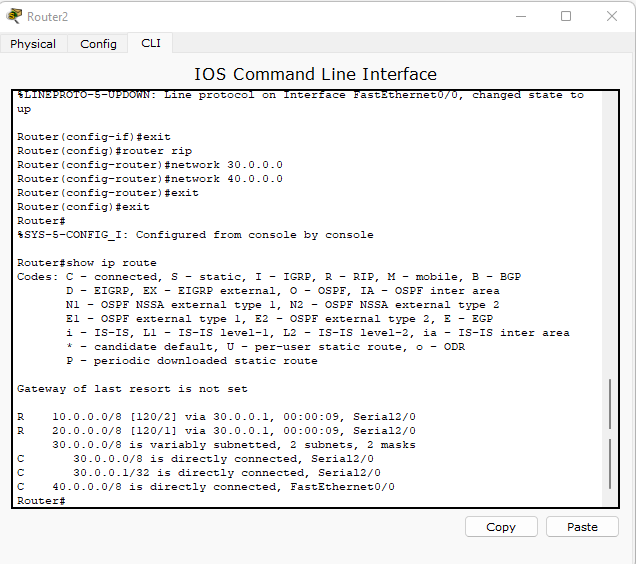 Router2
Physical Config CLI
IOS Command Line Interface
%LINEPROTO-5-UPDOWN: Line protocol on Interface FastEthernet0/0, changed state to
up
Router(config-if)#exit
Router(config)#router rip
Router(config-router)#network 30.0.0.0
Router(config-router)#network 40.0.0.0
Router(config-router)#exit
Router(config)#exit
Router#
%SYS-5-CONFIG_I: Configured from console by console
Router#show ip route
Codes: C - connected, S - static, I - IGRP, R - RIP, M - mobile, B - BGP
D - EIGRP, EX - EIGRP external, O - OSPF, IA - OSPF inter area
N1 - OSPF NSSA external type 1, N2 - OSPF NSSA external type 2
E1 - OSPF external type 1, E2 - OSPF external type 2, E - EGP
i - IS-IS, L1 - IS-IS level-1, L2 - IS-IS level-2, ia - IS-IS inter area
* - candidate default, U - per-user static route, o - ODR
P - periodic downloaded static route
Gateway of last resort is not set
R 10.0.0.0/8 [120/2] via 30.0.0.1, 00:00:09, Serial2/0
R 20.0.0.0/8 [120/1] via 30.0.0.1, 00:00:09, Serial2/0
30.0.0.0/8 is variably subnetted, 2 subnets, 2 masks
C 30.0.0.0/8 is directly connected, Serial2/0
C 30.0.0.1/32 is directly connected, Serial2/0
C 40.0.0.0/8 is directly connected, FastEthernet0/0
Router#
Copy Paste